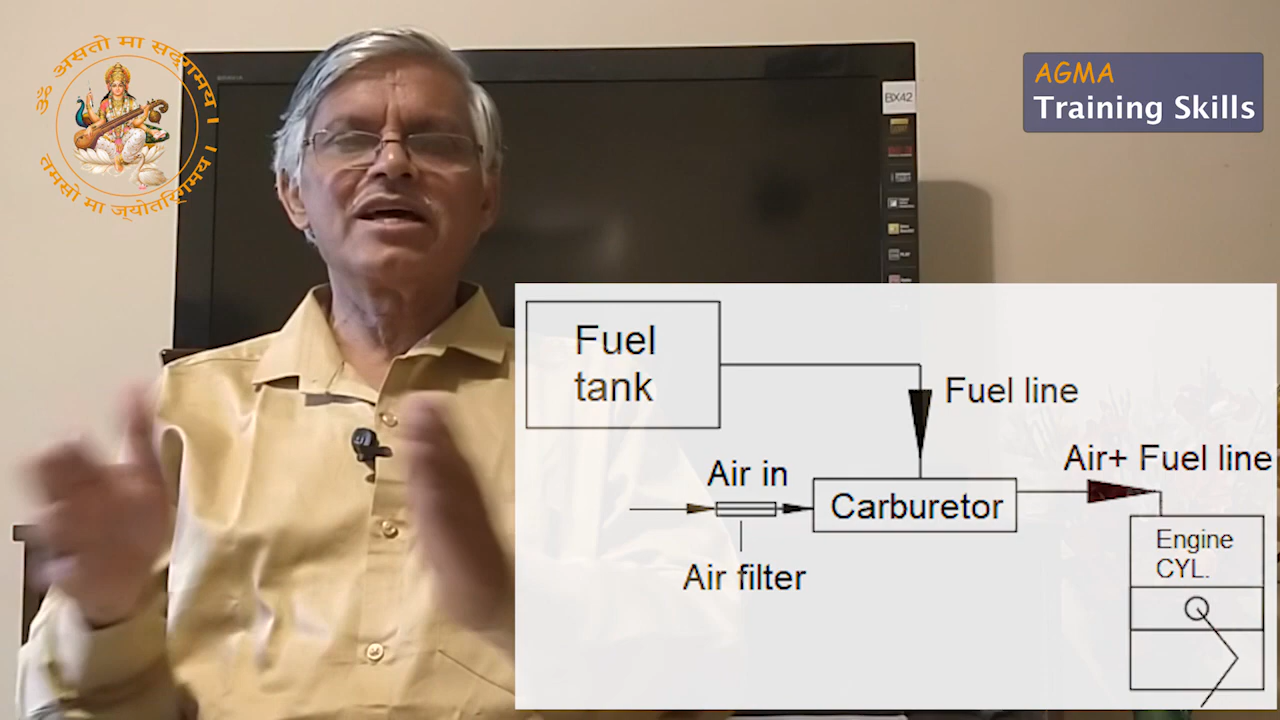 ॐ असतो मा सद्गमय ।
तमसो मा ज्योतिर्गमय ।
AGMA
Training Skills
BX42
Fuel
tank
Fuel line
Air+ Fuel line
Air in
Carburetor
Air filter
Engine
CYL.